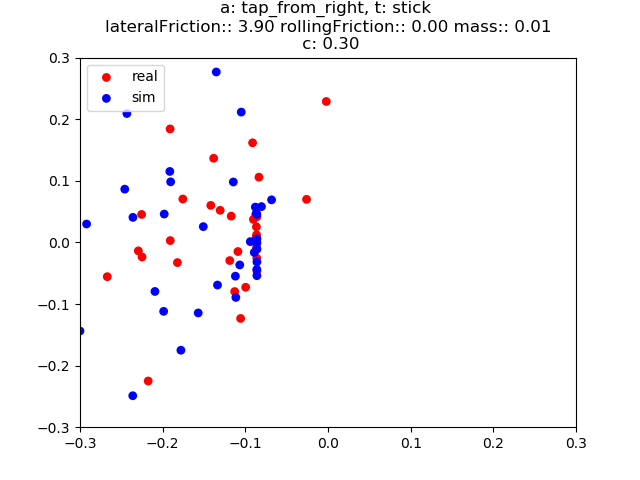 a: tap_from_right, t: stick
lateralFriction:: 3.90 rollingFriction:: 0.00 mass:: 0.01
c: 0.30
real
sim
0.3
0.2
0.1
0.0
−0.1
−0.2
−0.3
−0.3 −0.2 −0.1 0.0 0.1 0.2 0.3